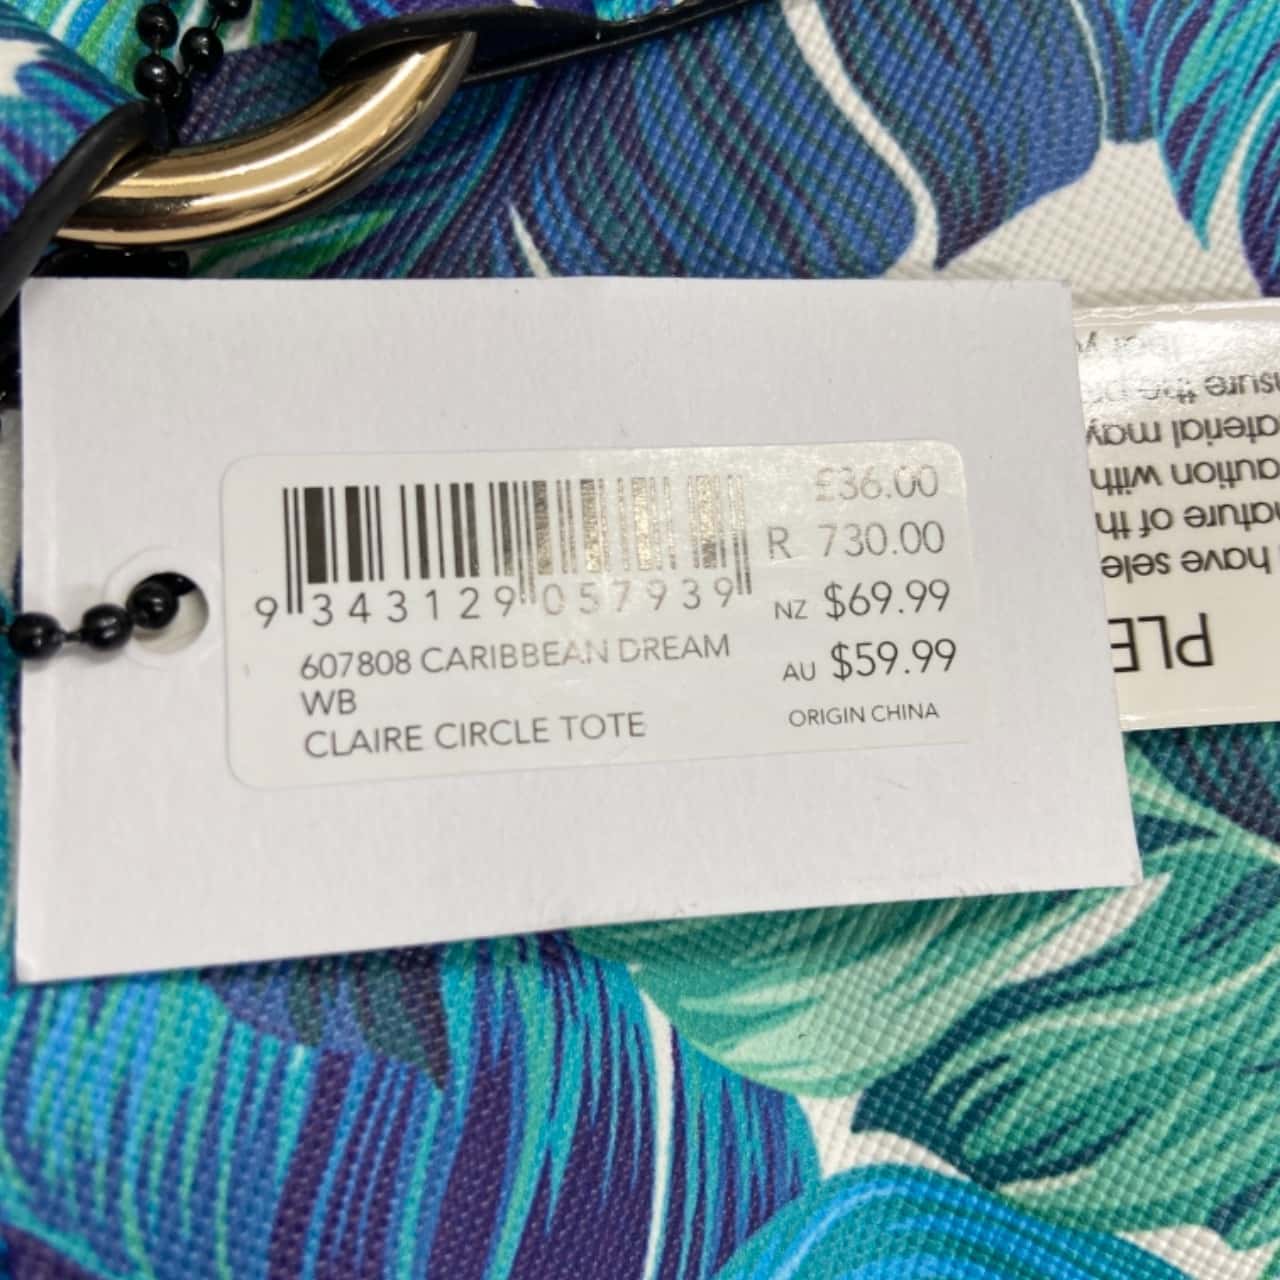 £36.00
R 730.00
9 343129 057939
NZ $69.99
607808 CARIBBEAN DREAM
WB
AU $59.99
CLAIRE CIRCLE TOTE
ORIGIN CHINA
PLE
have sele
nature of th
aution with
aterial may
sure the